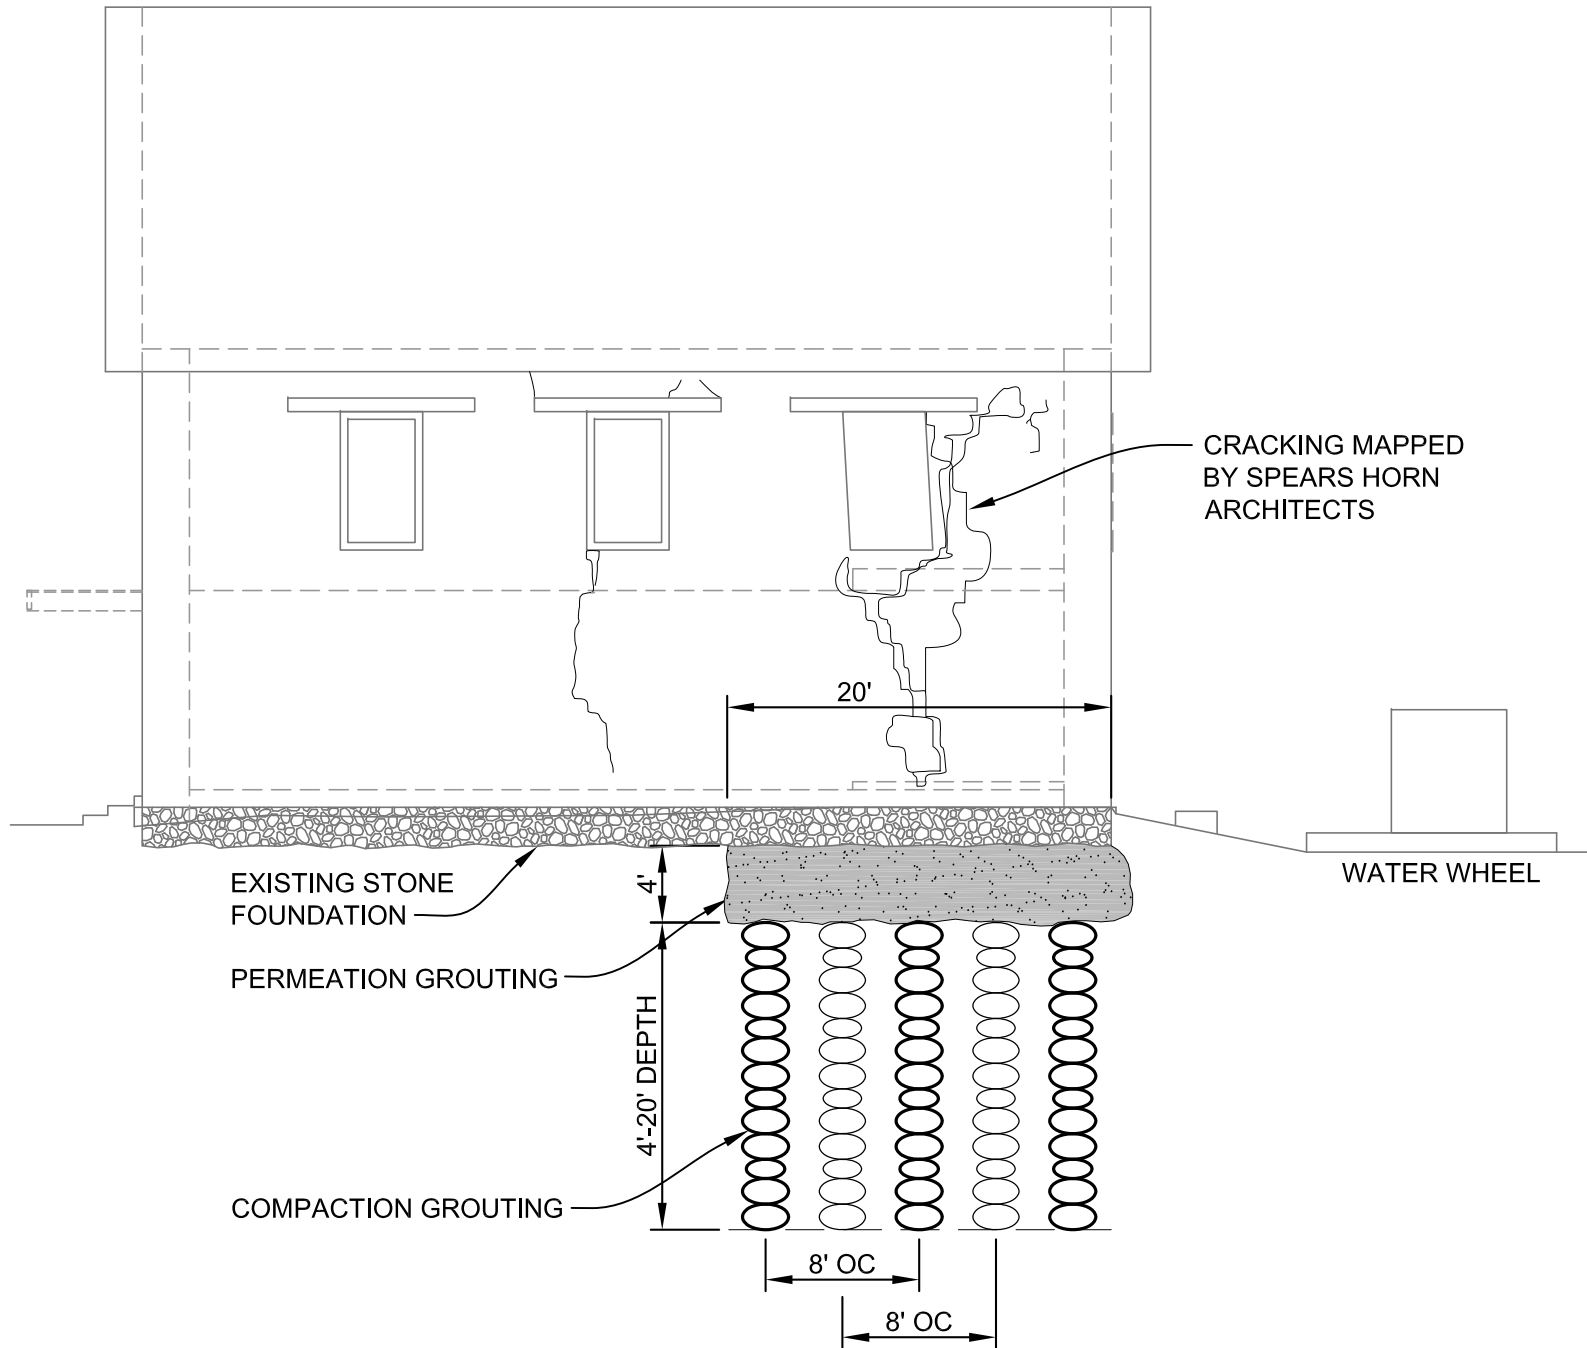 CRACKING MAPPED
BY SPEARS HORN
ARCHITECTS
20'
WATER WHEEL
EXISTING STONE
FOUNDATION
4'
PERMEATION GROUTING
4'-20' DEPTH
COMPACTION GROUTING
8' OC
8' OC